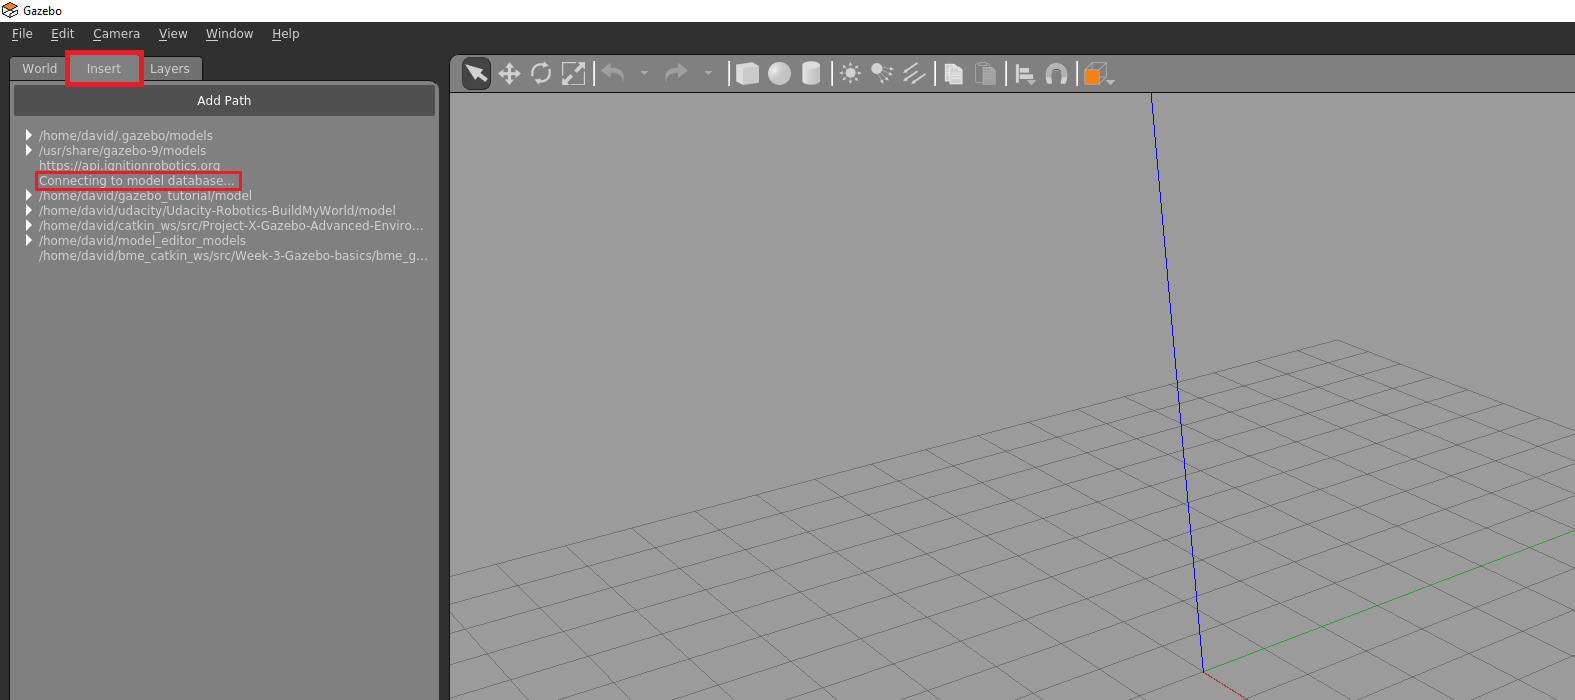 Gazebo
File Edit Camera View Window Help
World Insert Layers
Add Path
/home/david/.gazebo/models
/usr/share/gazebo-9/models
https://api.ignitionrobotics.org
Connecting to model database...
/home/david/gazebo_tutorial/model
/home/david/udacity/Udacity-Robotics-BuildMyWorld/model
/home/david/catkin_ws/src/Project-X-Gazebo-Advanced-Enviro...
/home/david/model_editor_models
/home/david/bme_catkin_ws/src/Week-3-Gazebo-basics/bme_g...